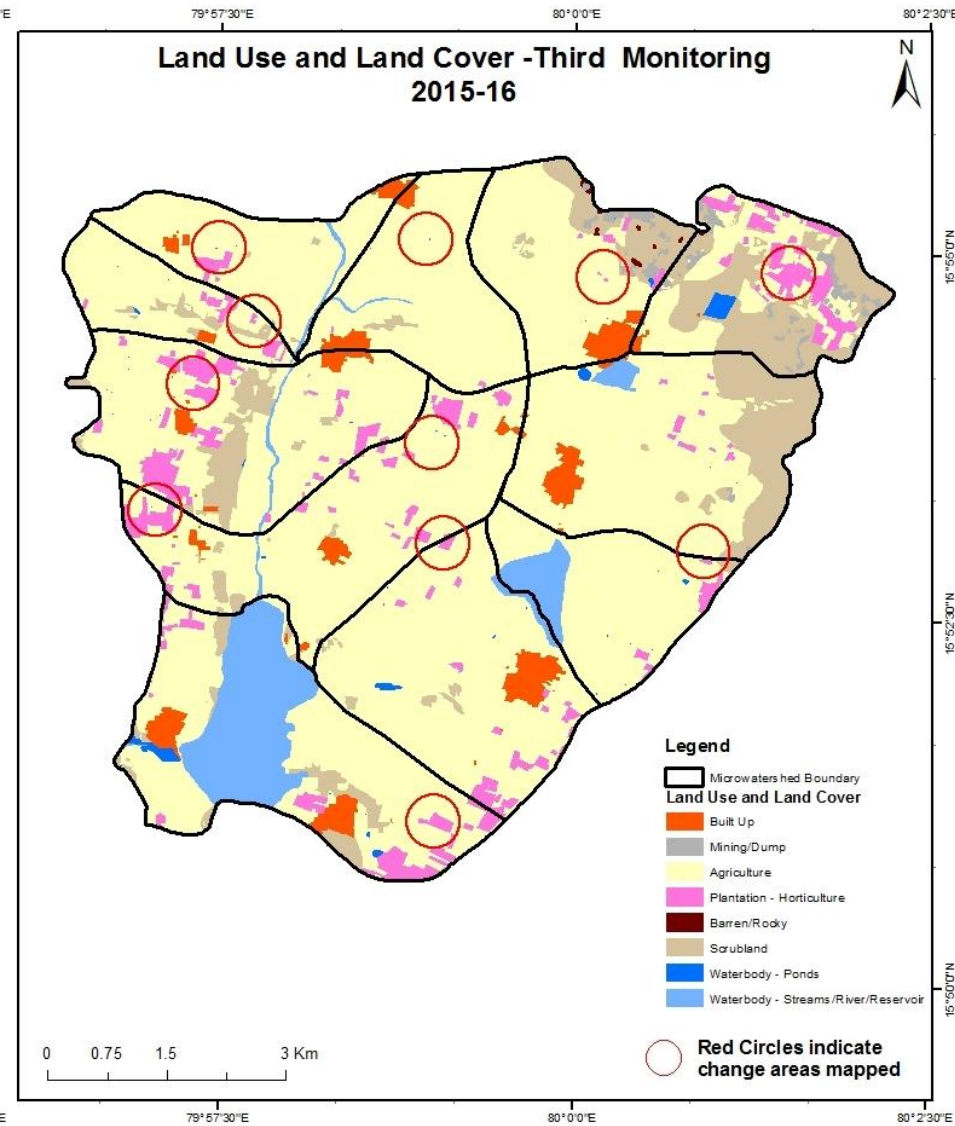 79°57'30"E 80°0'0"E 80°2'30"E
Land Use and Land Cover -Third Monitoring
2015-16
N
15°55'0"N
15°52'30"N
Legend
Microwatershed Boundary
Land Use and Land Cover
Built Up
Mining/Dump
Agriculture
Plantation - Horticulture
Barren/Rocky
Scrubland
Waterbody - Ponds
Waterbody - Streams/River/Reservoir
15°50'0"N
0 0.75 1.5 3 Km
Red Circles indicate
change areas mapped
79°57'30"E 80°0'0"E 80°2'30"E